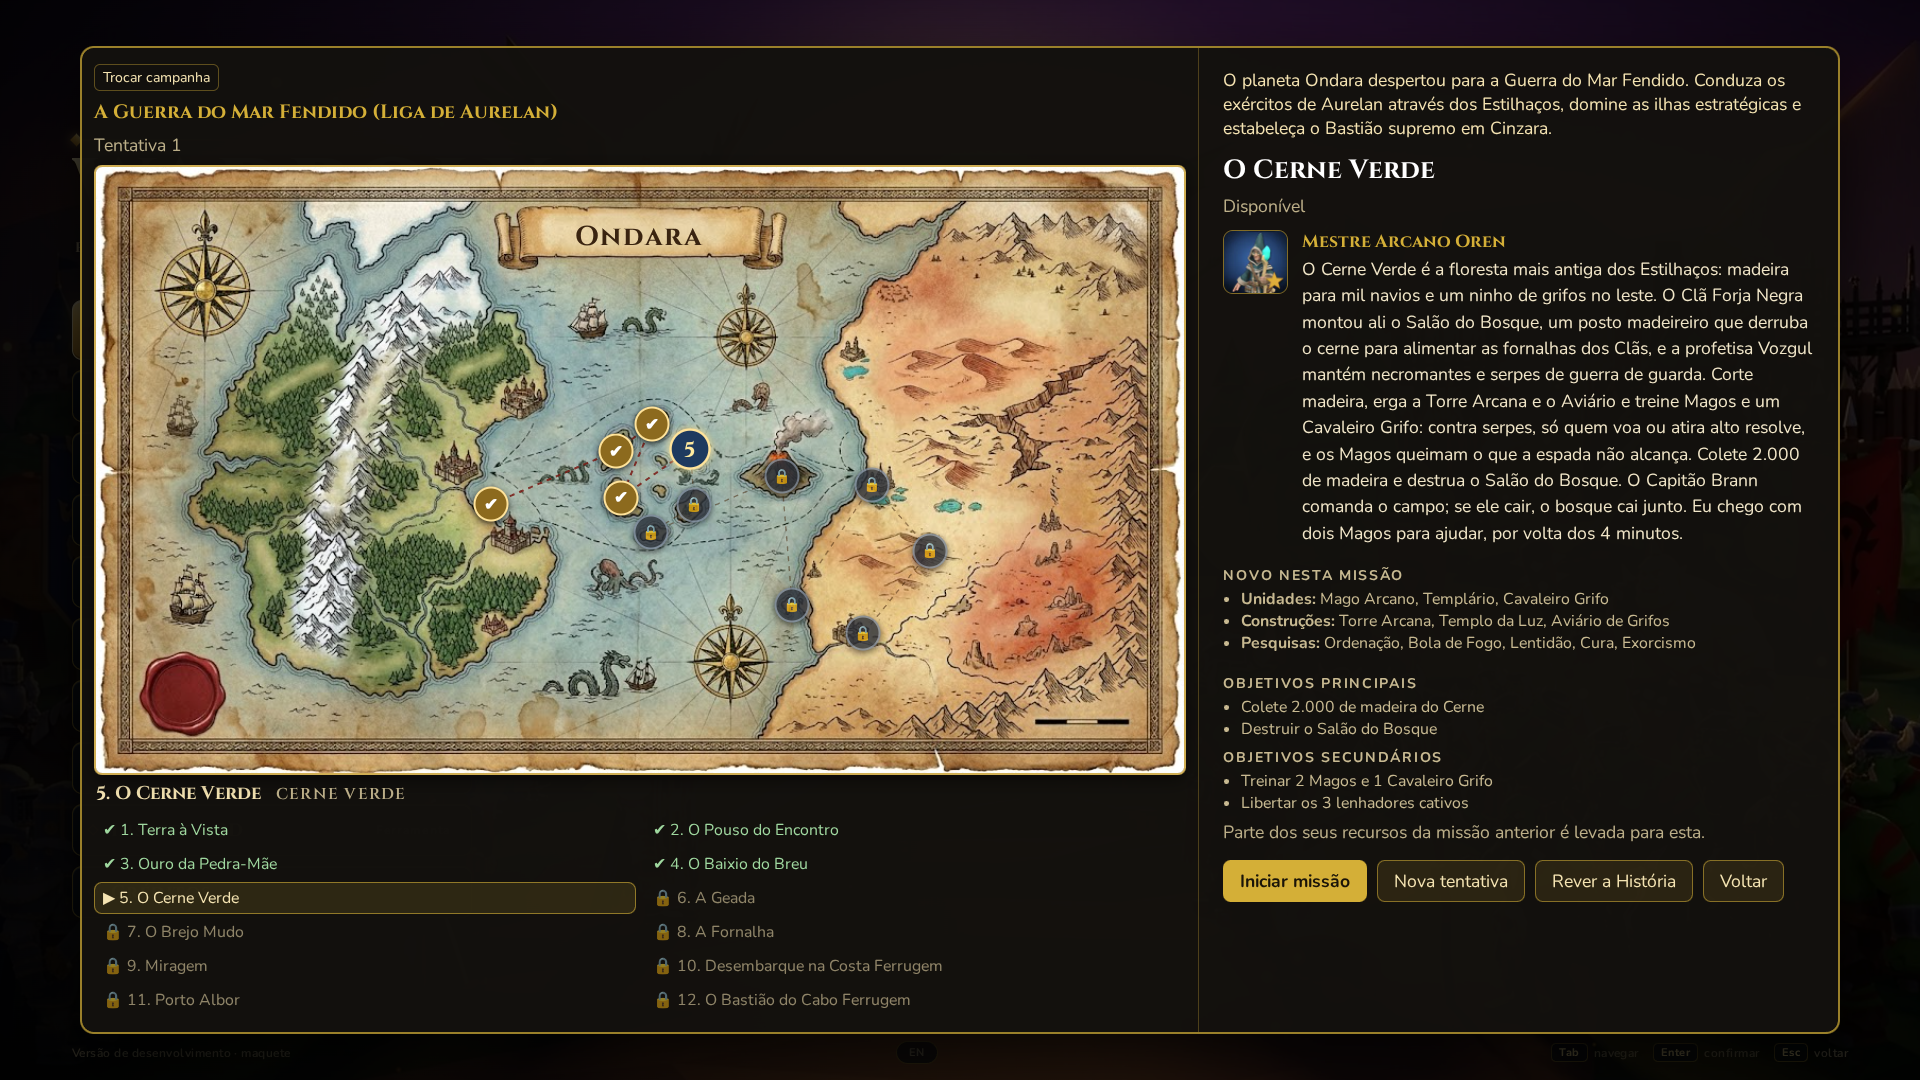 Trocar campanha
A Guerra do Mar Fendido (Liga de Aurelan)
Tentativa 1
Ondara
5
5. O Cerne Verde CERNE VERDE
✔ 1. Terra à Vista
✔ 2. O Pouso do Encontro
✔ 3. Ouro da Pedra-Mãe
✔ 4. O Baixio do Breu
▶ 5. O Cerne Verde
6. A Geada
7. O Brejo Mudo
8. A Fornalha
9. Miragem
10. Desembarque na Costa Ferrugem
11. Porto Albor
12. O Bastião do Cabo Ferrugem
O planeta Ondara despertou para a Guerra do Mar Fendido. Conduza os
exércitos de Aurelan através dos Estilhaços, domine as ilhas estratégicas e
estabeleça o Bastião supremo em Cinzara.
O Cerne Verde
Disponível
Mestre Arcano Oren
O Cerne Verde é a floresta mais antiga dos Estilhaços: madeira
para mil navios e um ninho de grifos no leste. O Clã Forja Negra
montou ali o Salão do Bosque, um posto madeireiro que derruba
o cerne para alimentar as fornalhas dos Clãs, e a profetisa Vozgul
mantém necromantes e serpes de guerra de guarda. Corte
madeira, erga a Torre Arcana e o Aviário e treine Magos e um
Cavaleiro Grifo: contra serpes, só quem voa ou atira alto resolve,
e os Magos queimam o que a espada não alcança. Colete 2.000
de madeira e destrua o Salão do Bosque. O Capitão Brann
comanda o campo; se ele cair, o bosque cai junto. Eu chego com
dois Magos para ajudar, por volta dos 4 minutos.
NOVO NESTA MISSÃO
• Unidades: Mago Arcano, Templário, Cavaleiro Grifo
• Construções: Torre Arcana, Templo da Luz, Aviário de Grifos
• Pesquisas: Ordenação, Bola de Fogo, Lentidão, Cura, Exorcismo
OBJETIVOS PRINCIPAIS
• Colete 2.000 de madeira do Cerne
• Destruir o Salão do Bosque
OBJETIVOS SECUNDÁRIOS
• Treinar 2 Magos e 1 Cavaleiro Grifo
• Libertar os 3 lenhadores cativos
Parte dos seus recursos da missão anterior é levada para esta.
Iniciar missão
Nova tentativa
Rever a História
Voltar
Versão de desenvolvimento · maquete
EN
Tab navegar Enter confirmar Esc voltar